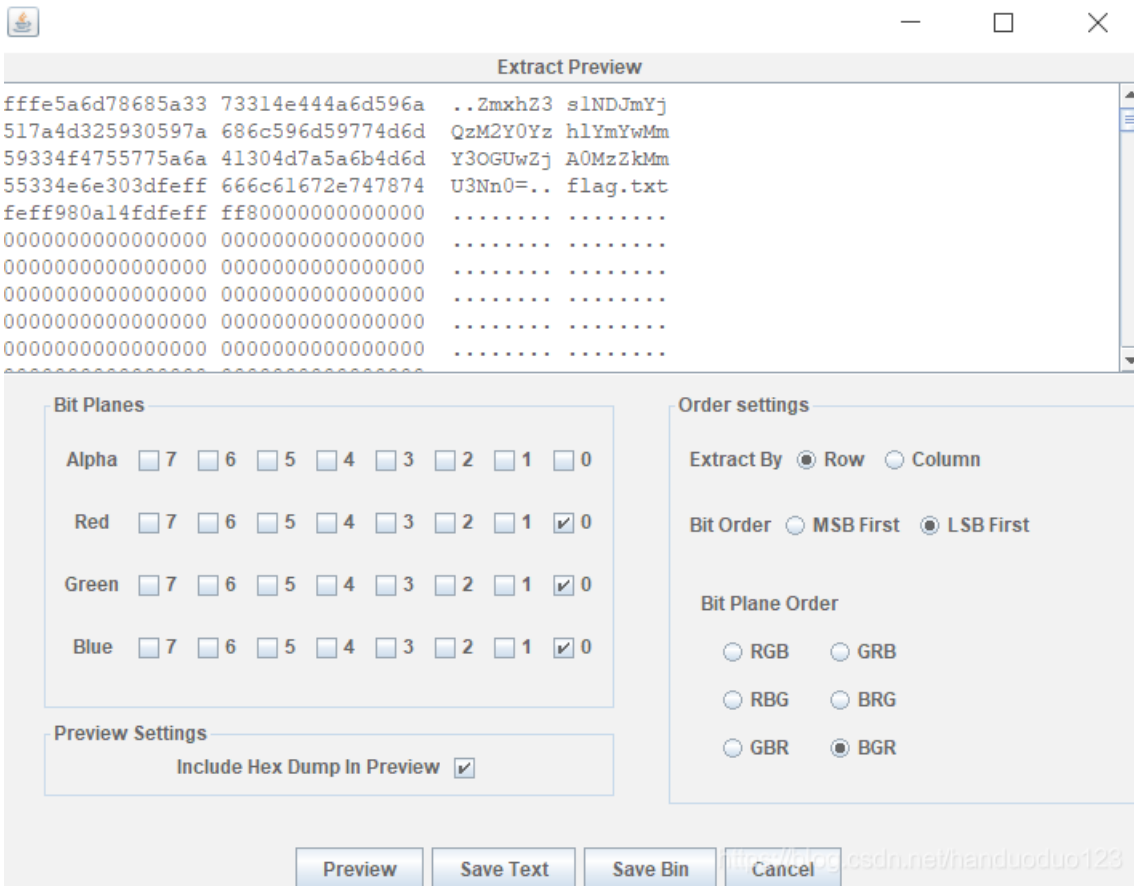 Extract Preview
fffe5a6d78685a33 73314e444a6d596a ..ZmxhZ3 s1NDJmYj
517a4d325930597a 686c596d59774d6d QzM2Y0Yz hlYmYwMm
59334f4755775a6a 41304d7a5a6b4d6d Y3OGUwZj A0MzZkMm
55334e6e303dfeff 666c61672e747874 U3Nn0=.. flag.txt
feff980a14fdfeff ff80000000000000 ........ ........
0000000000000000 0000000000000000 ........ ........
0000000000000000 0000000000000000 ........ ........
0000000000000000 0000000000000000 ........ ........
0000000000000000 0000000000000000 ........ ........
0000000000000000 0000000000000000 ........ ........
Bit Planes
Alpha 7 6 5 4 3 2 1 0
Red 7 6 5 4 3 2 1 0
Green 7 6 5 4 3 2 1 0
Blue 7 6 5 4 3 2 1 0
Preview Settings
Include Hex Dump In Preview
Order settings
Extract By Row Column
Bit Order MSB First LSB First
Bit Plane Order
RGB GRB
RBG BRG
GBR BGR
Preview Save Text Save Bin Cancel
https://blog.csdn.net/handuoduo123